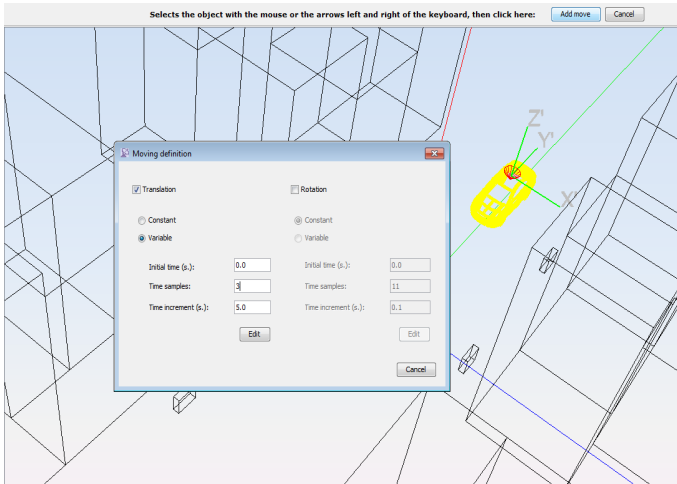 Selects the object with the mouse or the arrows left and right of the keyboard, then click here: Add move Cancel
Z'
Y'
X'
Moving definition
Translation Rotation
Constant Constant
Variable Variable
Initial time (s.): 0.0 Initial time (s.): 0.0
Time samples: 3 Time samples: 11
Time increment (s.): 5.0 Time increment (s.): 0.1
Edit Edit
Cancel